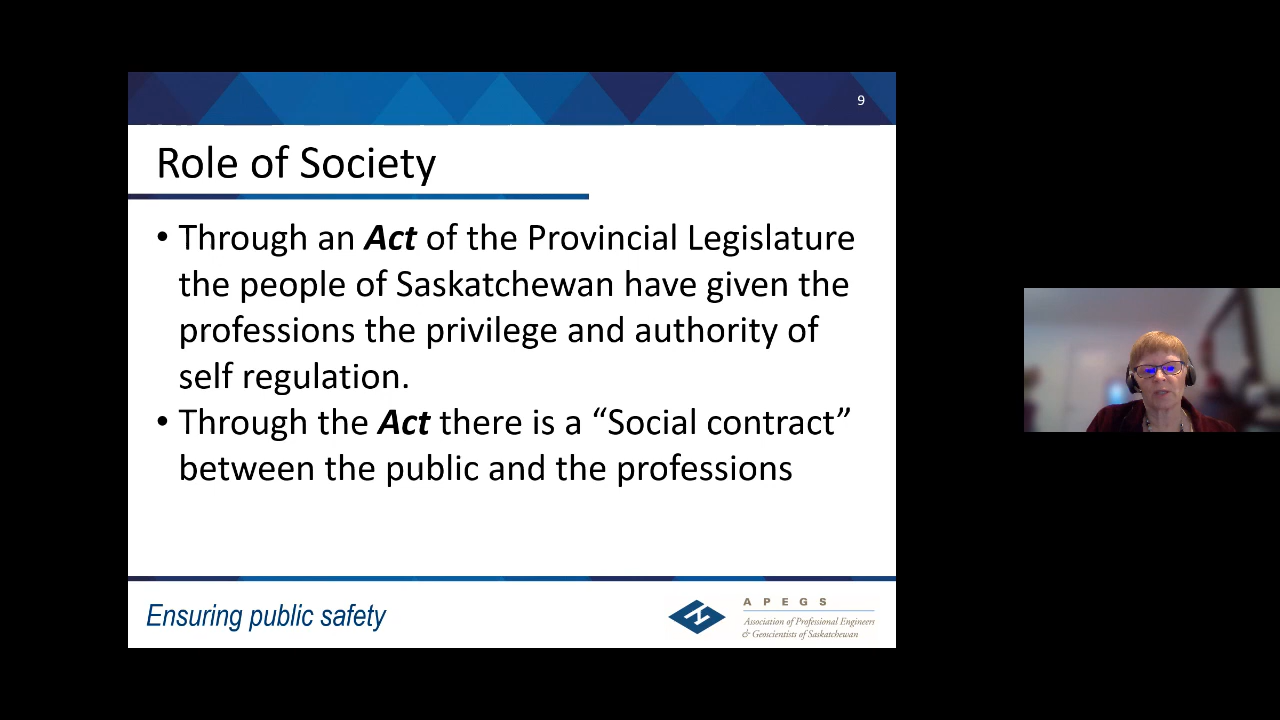 9
Role of Society
• Through an Act of the Provincial Legislature
the people of Saskatchewan have given the
professions the privilege and authority of
self regulation.
• Through the Act there is a “Social contract”
between the public and the professions
Ensuring public safety
A P E G S
Association of Professional Engineers
& Geoscientists of Saskatchewan